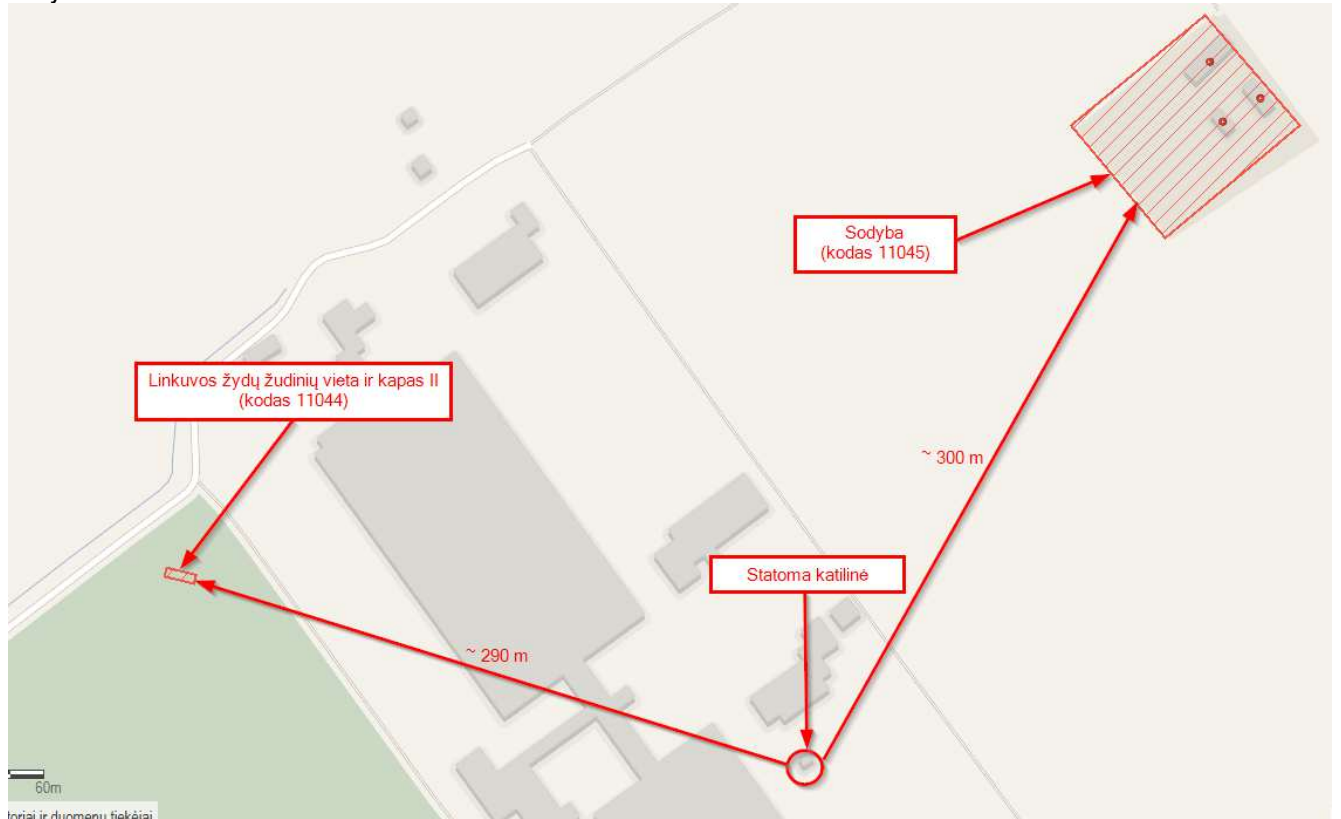 Sodyba
(kodas 11045)
Linkuvos žydų žudinių vieta ir kapas II
(kodas 11044)
~ 300 m
Statoma katilinė
~ 290 m
60m
toriai ir duomenų tiekėjai